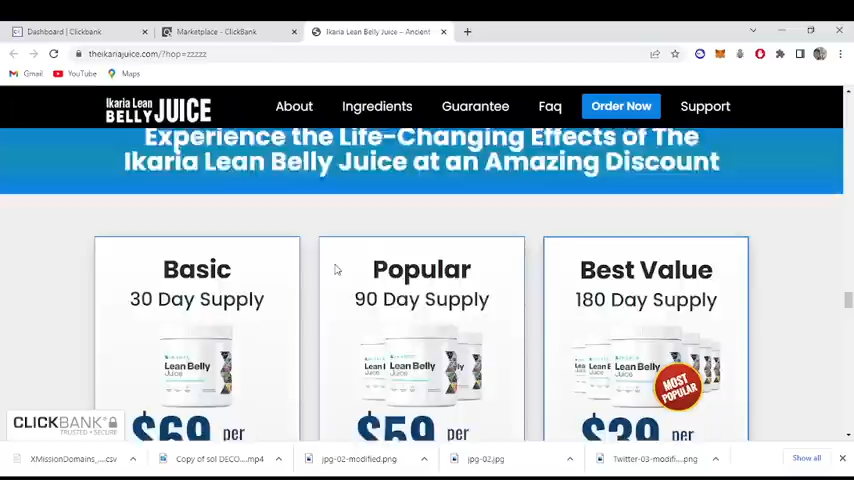 Dashboard | Clickbank
Marketplace - ClickBank
Ikaria Lean Belly Juice – Ancient
theikariajuice.com/?hop=zzzzz
Gmail
YouTube
Maps
Ikaria Lean
BELLY JUICE
About
Ingredients
Guarantee
Faq
Order Now
Support
Experience the Life-Changing Effects of The
Ikaria Lean Belly Juice at an Amazing Discount
Basic
30 Day Supply
Lean Belly
Juice
$69 per
Popular
90 Day Supply
Lean Belly
Juice
$59 per
Best Value
180 Day Supply
Lean Belly
Juice
MOST
POPULAR
$39 per
CLICKBANK®
TRUSTED • SECURE
XMissionDomains_....csv
Copy of sol DECO....mp4
jpg-02-modified.png
jpg-02.jpg
Twitter-03-modifi....png
Show all